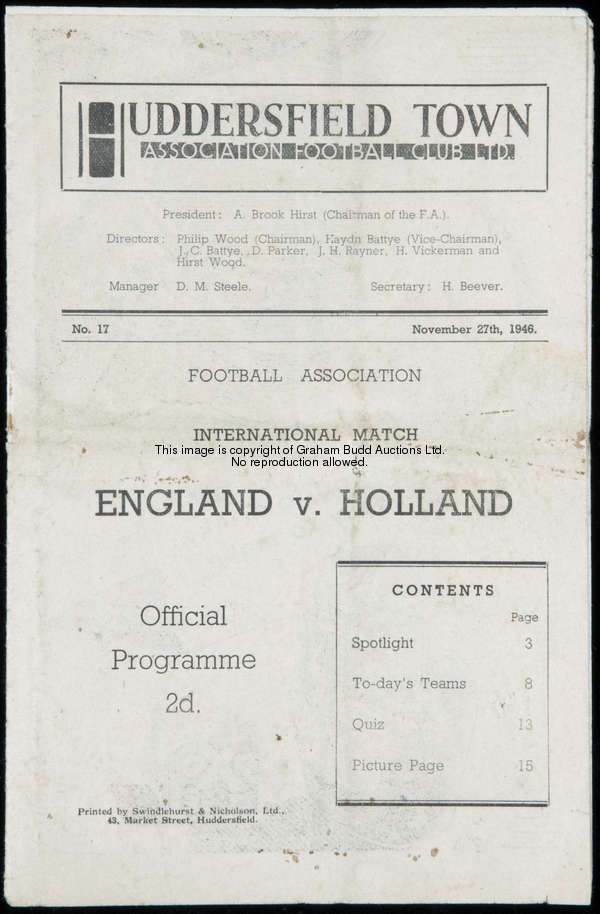 HUDDERSFIELD TOWN
ASSOCIATION FOOTBALL CLUB LTD.
President: A. Brook Hirst (Chairman of the F.A.).
Directors: Philip Wood (Chairman), Haydn Battye (Vice-Chairman),
J. C. Battye, D. Parker, J. H. Rayner, H. Vickerman and
Hirst Wood.
Manager D. M. Steele. Secretary: H. Beever.
No. 17 November 27th, 1946.
FOOTBALL ASSOCIATION
INTERNATIONAL MATCH
This image is copyright of Graham Budd Auctions Ltd.
No reproduction allowed.
ENGLAND v. HOLLAND
Official
Programme
2d.
CONTENTS
Page
Spotlight 3
To-day's Teams 8
Quiz 13
Picture Page 15
Printed by Swindlehurst & Nicholson, Ltd.,
43, Market Street, Huddersfield.